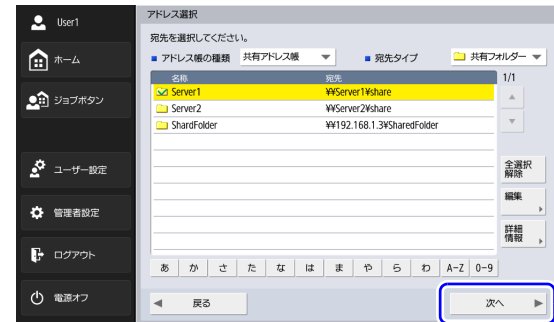 User1
ホーム
ジョブボタン
ユーザー設定
管理者設定
ログアウト
電源オフ
アドレス選択
宛先を選択してください。
アドレス帳の種類 共有アドレス帳 宛先タイプ 共有フォルダー
名称 宛先 1/1
Server1 ¥¥Server1¥share
Server2 ¥¥Server2¥share
ShardFolder ¥¥192.168.1.3¥SharedFolder
全選択
解除
編集
詳細
情報
あ か さ た な は ま や ら わ A-Z 0-9
戻る 次へ